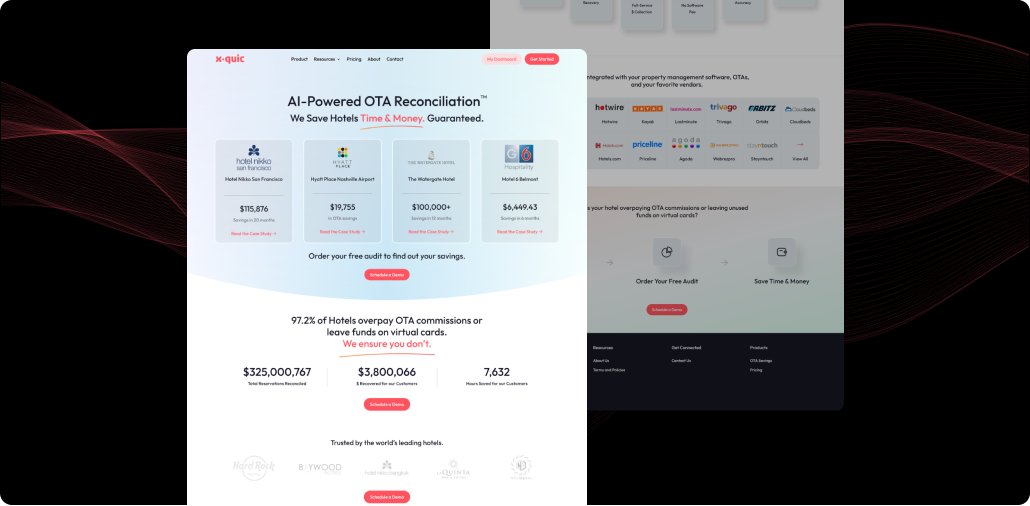 x·quic
Product Resources Pricing About Contact
My Dashboard
Get Started
AI-Powered OTA Reconciliation™
We Save Hotels Time & Money. Guaranteed.
hotel nikko
san francisco
Hotel Nikko San Francisco
$115,876
Savings in 20 months
Read the Case Study →
HYATT
PLACE
Hyatt Place Nashville Airport
$19,755
in OTA savings
Read the Case Study →
THE WATERGATE HOTEL
The Watergate Hotel
$100,000+
Savings in 15 months
Read the Case Study →
G6
Hospitality
Motel 6 Belmont
$6,449.43
Savings in 6 months
Read the Case Study →
Order your free audit to find out your savings.
Schedule a Demo
97.2% of Hotels overpay OTA commissions or
leave funds on virtual cards.
We ensure you don't.
$325,000,767
Total Reservations Reconciled
$3,800,066
$ Recovered for our Customers
7,632
Hours Saved for our Customers
Schedule a Demo
Trusted by the world's leading hotels.
Hard Rock
BAYWOOD
hotel nikko bangkok
LA QUINTA
Schedule a Demo
Recovery
Full-Service
$ Collection
No Software
Fee
Accuracy
integrated with your property management software, OTAs,
and your favorite vendors.
hotwire
KAYAK
lastminute.com
trivago
ORBITZ
cloudbeds
Hotwire
Kayak
Lastminute
Trivago
Orbitz
Cloudbeds
Hotels.com
priceline
agoda
stayntouch
→
Hotels.com
Priceline
Agoda
Webrezpro
Stayntouch
View All
your hotel overpaying OTA commissions or leaving unused
funds on virtual cards?
→
Order Your Free Audit
→
Save Time & Money
Schedule a Demo
Resources
About Us
Terms and Policies
Get Connected
Contact Us
Products
OTA Savings
Pricing